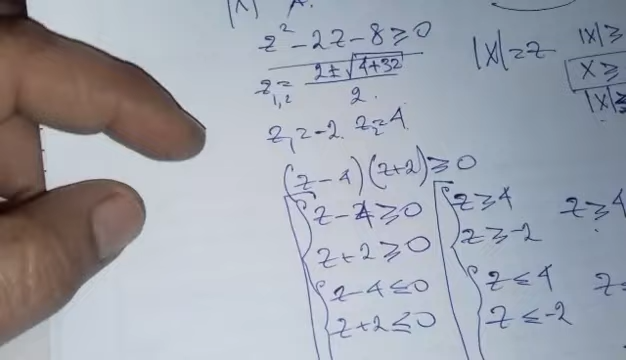 |x|
z² - 2z - 8 ≥ 0
z₁,₂ = (2 ± √(4+32)) / 2
z₁ = -2 z₂ = 4
(z - 4)(z + 2) ≥ 0
z - 4 ≥ 0
z + 2 ≥ 0
z - 4 ≤ 0
z + 2 ≤ 0
z ≥ 4 z ≥ 4
z ≥ -2
z ≤ 4
z ≤ -2
|x| = z
|x| ≥
x ≥
|x| ≥